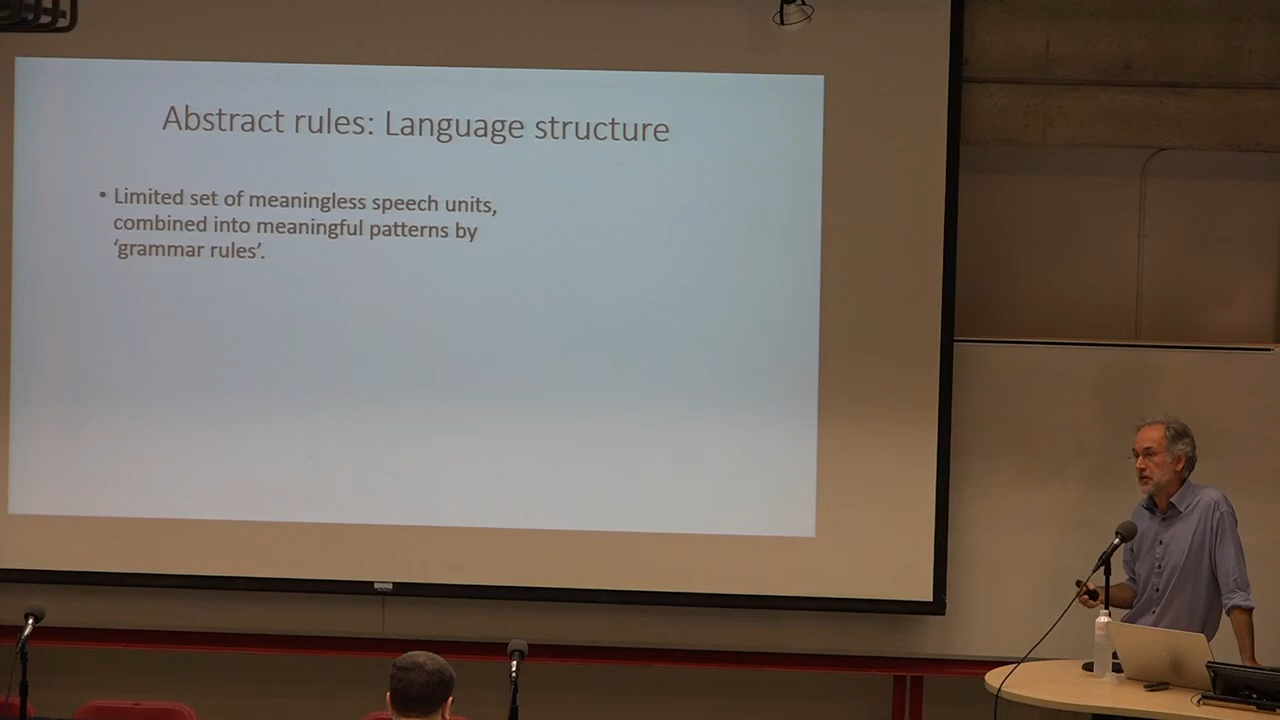 Abstract rules: Language structure
• Limited set of meaningless speech units,
combined into meaningful patterns by
‘grammar rules’.